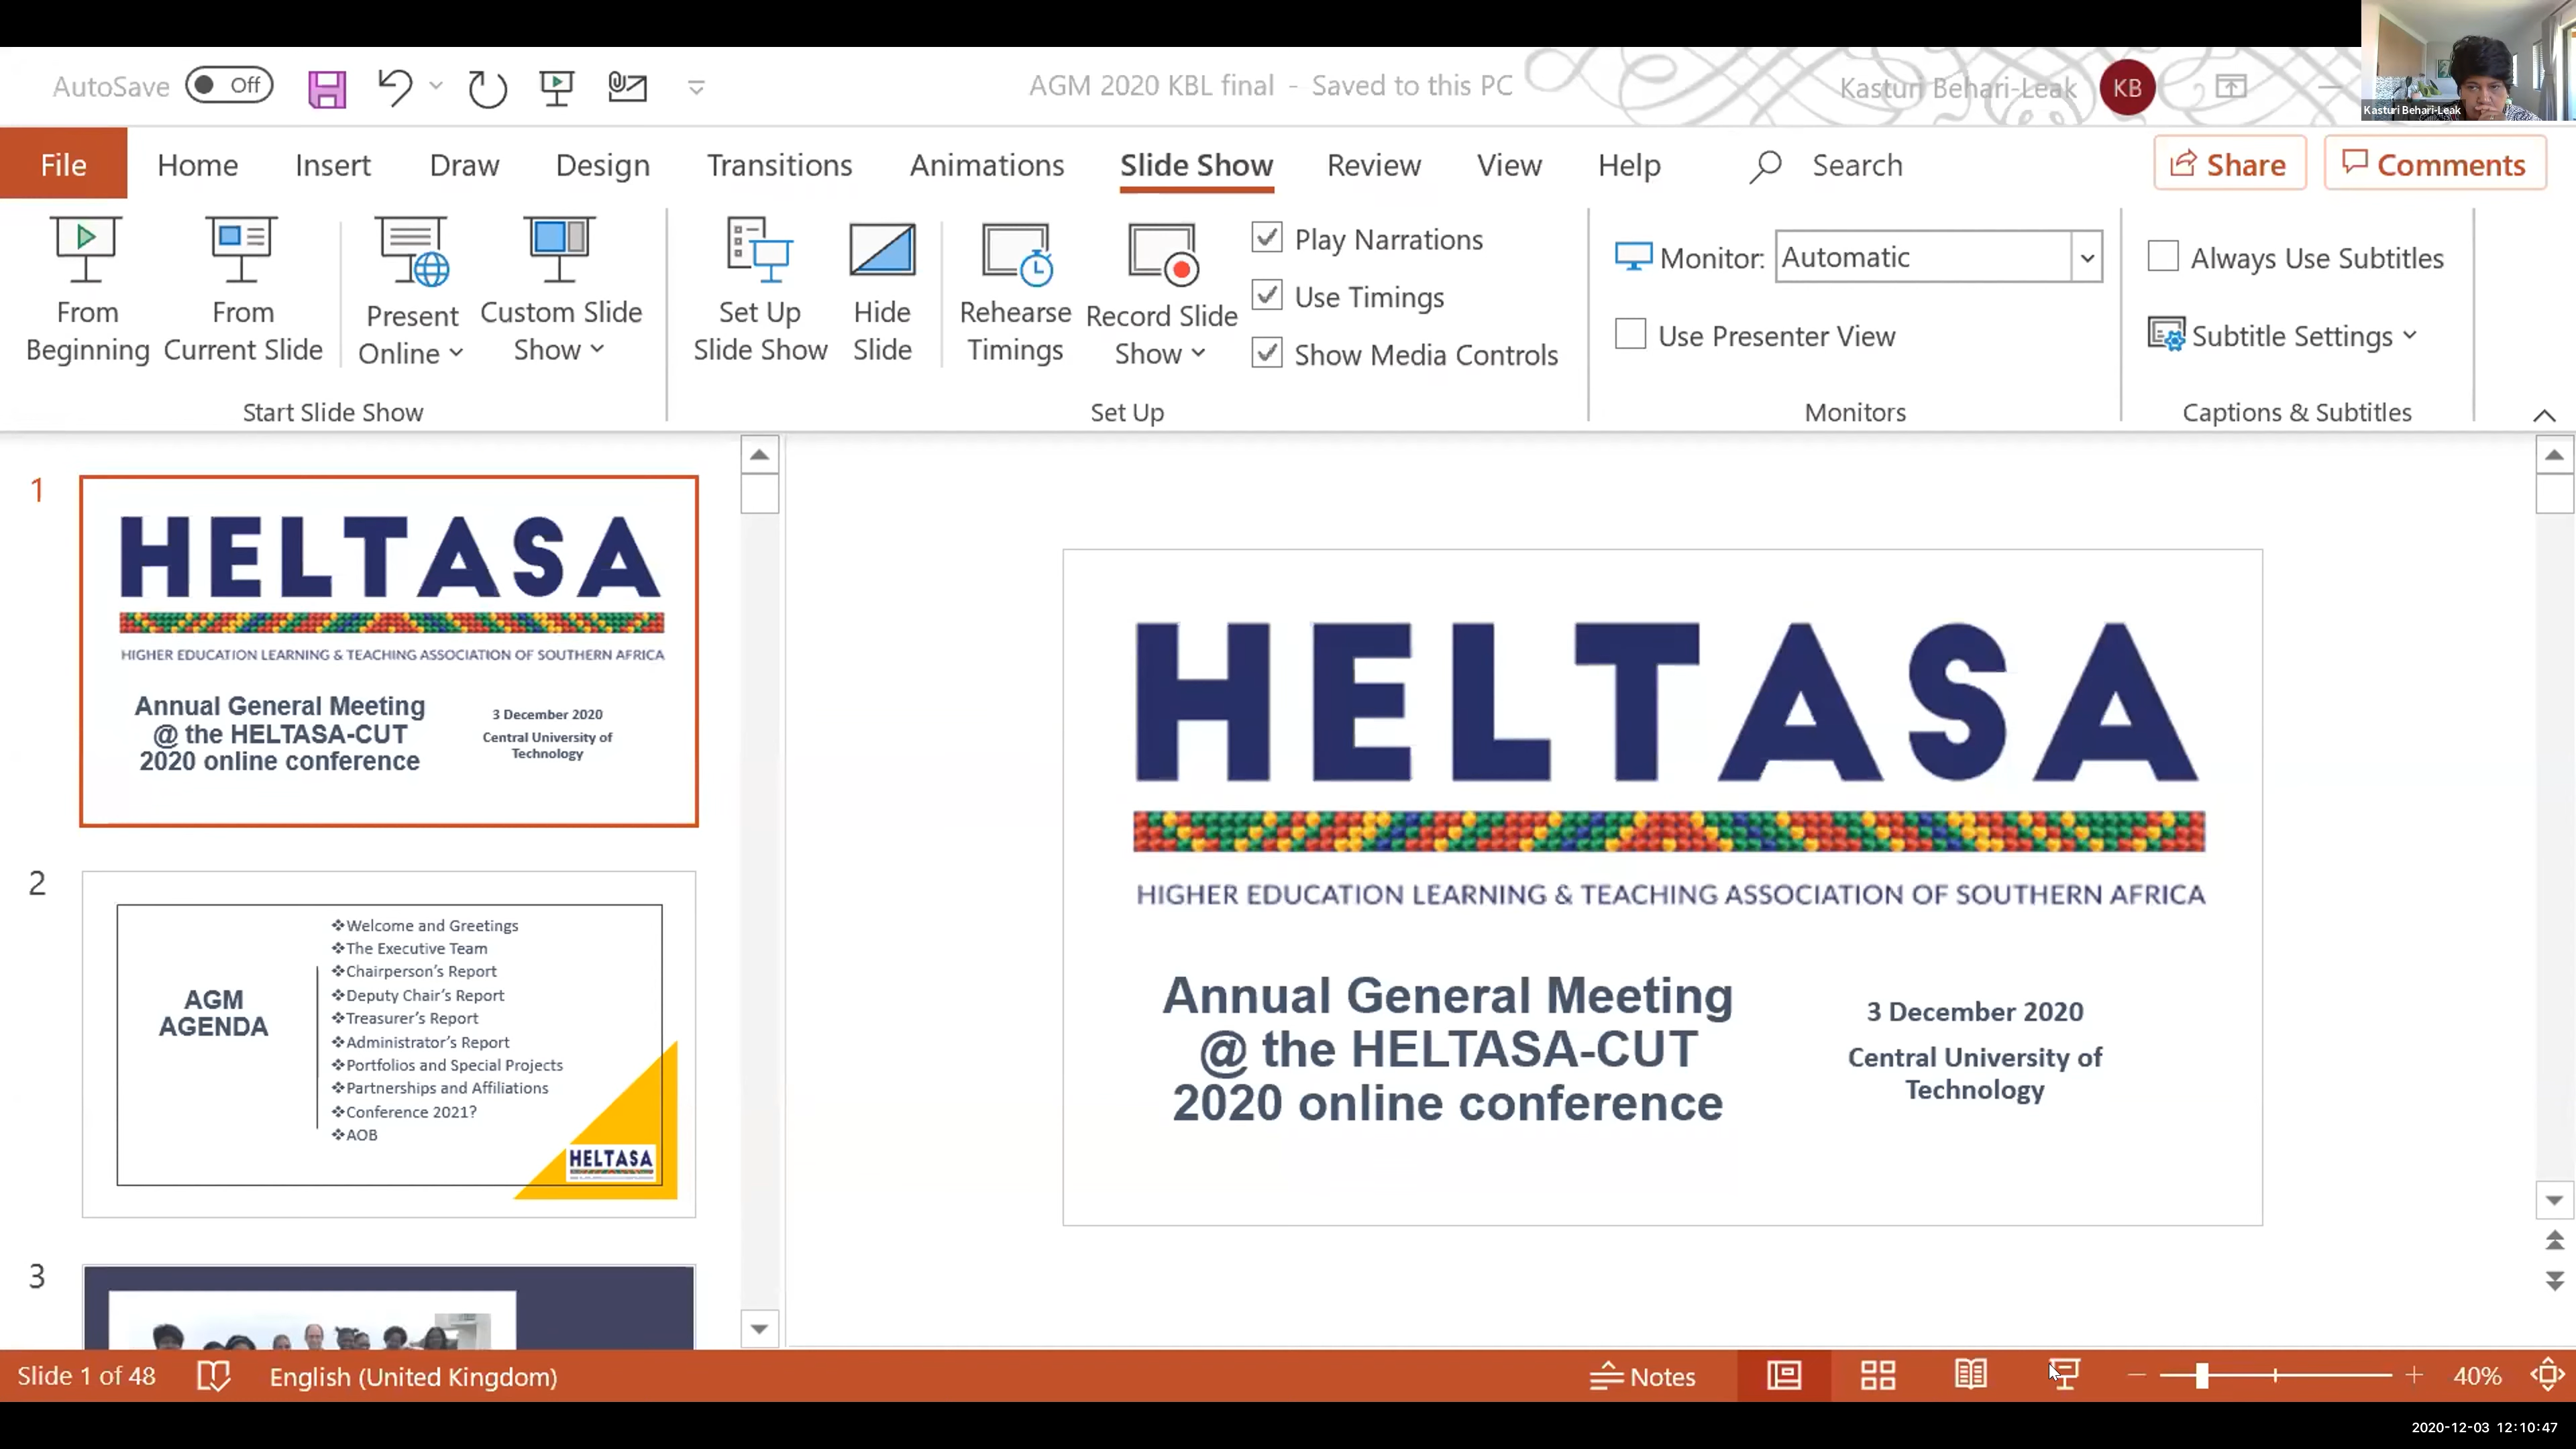 AutoSave Off
AGM 2020 KBL final - Saved to this PC
Kasturi Behari-Leak KB
Kasturi Behari-Leak
File Home Insert Draw Design Transitions Animations Slide Show Review View Help Search Share Comments
From Beginning
From Current Slide
Present Online
Custom Slide Show
Start Slide Show
Set Up Slide Show
Hide Slide
Rehearse Timings
Record Slide Show
Play Narrations
Use Timings
Show Media Controls
Set Up
Monitor: Automatic
Use Presenter View
Monitors
Always Use Subtitles
Subtitle Settings
Captions & Subtitles
1
HELTASA
HIGHER EDUCATION LEARNING & TEACHING ASSOCIATION OF SOUTHERN AFRICA
Annual General Meeting
@ the HELTASA-CUT
2020 online conference
3 December 2020
Central University of
Technology
2
AGM
AGENDA
❖Welcome and Greetings
❖The Executive Team
❖Chairperson's Report
❖Deputy Chair's Report
❖Treasurer's Report
❖Administrator's Report
❖Portfolios and Special Projects
❖Partnerships and Affiliations
❖Conference 2021?
❖AOB
HELTASA
3
HELTASA
HIGHER EDUCATION LEARNING & TEACHING ASSOCIATION OF SOUTHERN AFRICA
Annual General Meeting
@ the HELTASA-CUT
2020 online conference
3 December 2020
Central University of
Technology
Slide 1 of 48 English (United Kingdom) Notes 40%
2020-12-03 12:10:47